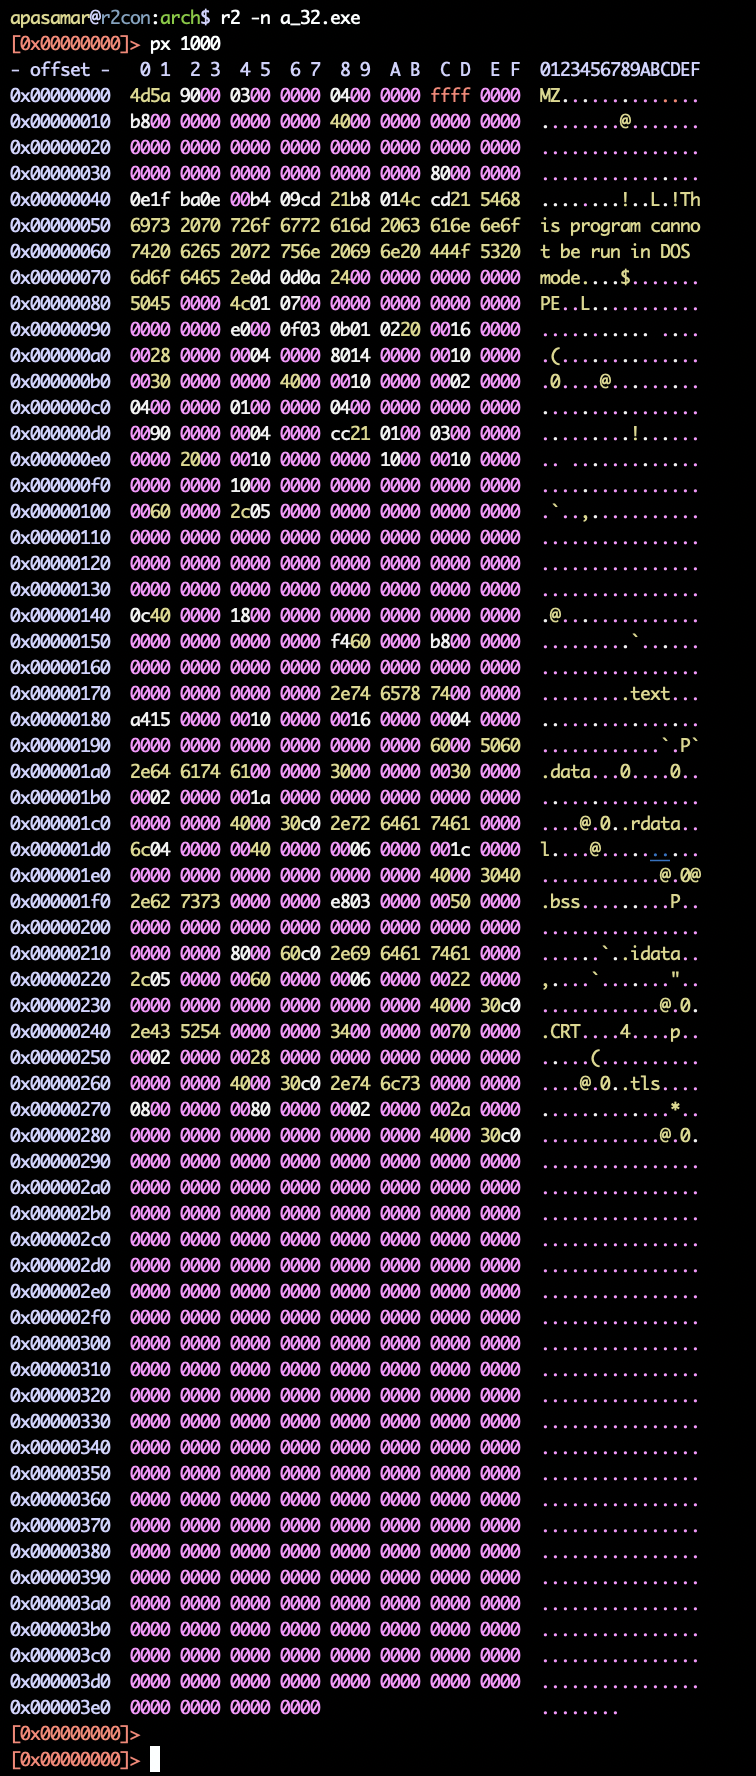 apasamar@r2con:arch$ r2 -n a_32.exe
[0x00000000]> px 1000
- offset -   0 1  2 3  4 5  6 7  8 9  A B  C D  E F  0123456789ABCDEF
0x00000000  4d5a 9000 0300 0000 0400 0000 ffff 0000  MZ..............
0x00000010  b800 0000 0000 0000 4000 0000 0000 0000  ........@.......
0x00000020  0000 0000 0000 0000 0000 0000 0000 0000  ................
0x00000030  0000 0000 0000 0000 0000 0000 8000 0000  ................
0x00000040  0e1f ba0e 00b4 09cd 21b8 014c cd21 5468  ........!..L.!Th
0x00000050  6973 2070 726f 6772 616d 2063 616e 6e6f  is program canno
0x00000060  7420 6265 2072 756e 2069 6e20 444f 5320  t be run in DOS
0x00000070  6d6f 6465 2e0d 0d0a 2400 0000 0000 0000  mode....$.......
0x00000080  5045 0000 4c01 0700 0000 0000 0000 0000  PE..L...........
0x00000090  0000 0000 e000 0f03 0b01 0220 0016 0000  ........... ....
0x000000a0  0028 0000 0004 0000 8014 0000 0010 0000  .(..............
0x000000b0  0030 0000 0000 4000 0010 0000 0002 0000  .0....@.........
0x000000c0  0400 0000 0100 0000 0400 0000 0000 0000  ................
0x000000d0  0090 0000 0004 0000 cc21 0100 0300 0000  .........!......
0x000000e0  0000 2000 0010 0000 0000 1000 0010 0000  .. .............
0x000000f0  0000 0000 1000 0000 0000 0000 0000 0000  ................
0x00000100  0060 0000 2c05 0000 0000 0000 0000 0000  .`..,...........
0x00000110  0000 0000 0000 0000 0000 0000 0000 0000  ................
0x00000120  0000 0000 0000 0000 0000 0000 0000 0000  ................
0x00000130  0000 0000 0000 0000 0000 0000 0000 0000  ................
0x00000140  0c40 0000 1800 0000 0000 0000 0000 0000  .@..............
0x00000150  0000 0000 0000 0000 f460 0000 b800 0000  .........`......
0x00000160  0000 0000 0000 0000 0000 0000 0000 0000  ................
0x00000170  0000 0000 0000 0000 2e74 6578 7400 0000  .........text...
0x00000180  a415 0000 0010 0000 0016 0000 0004 0000  ................
0x00000190  0000 0000 0000 0000 0000 0000 6000 5060  ............`.P`
0x000001a0  2e64 6174 6100 0000 3000 0000 0030 0000  .data...0....0..
0x000001b0  0002 0000 001a 0000 0000 0000 0000 0000  ................
0x000001c0  0000 0000 4000 30c0 2e72 6461 7461 0000  ....@.0..rdata..
0x000001d0  6c04 0000 0040 0000 0006 0000 001c 0000  l....@..........
0x000001e0  0000 0000 0000 0000 0000 0000 4000 3040  ............@.0@
0x000001f0  2e62 7373 0000 0000 e803 0000 0050 0000  .bss.........P..
0x00000200  0000 0000 0000 0000 0000 0000 0000 0000  ................
0x00000210  0000 0000 8000 60c0 2e69 6461 7461 0000  ......`..idata..
0x00000220  2c05 0000 0060 0000 0006 0000 0022 0000  ,....`......."..
0x00000230  0000 0000 0000 0000 0000 0000 4000 30c0  ............@.0.
0x00000240  2e43 5254 0000 0000 3400 0000 0070 0000  .CRT....4....p..
0x00000250  0002 0000 0028 0000 0000 0000 0000 0000  .....(..........
0x00000260  0000 0000 4000 30c0 2e74 6c73 0000 0000  ....@.0..tls....
0x00000270  0800 0000 0080 0000 0002 0000 002a 0000  .............*..
0x00000280  0000 0000 0000 0000 0000 0000 4000 30c0  ............@.0.
0x00000290  0000 0000 0000 0000 0000 0000 0000 0000  ................
0x000002a0  0000 0000 0000 0000 0000 0000 0000 0000  ................
0x000002b0  0000 0000 0000 0000 0000 0000 0000 0000  ................
0x000002c0  0000 0000 0000 0000 0000 0000 0000 0000  ................
0x000002d0  0000 0000 0000 0000 0000 0000 0000 0000  ................
0x000002e0  0000 0000 0000 0000 0000 0000 0000 0000  ................
0x000002f0  0000 0000 0000 0000 0000 0000 0000 0000  ................
0x00000300  0000 0000 0000 0000 0000 0000 0000 0000  ................
0x00000310  0000 0000 0000 0000 0000 0000 0000 0000  ................
0x00000320  0000 0000 0000 0000 0000 0000 0000 0000  ................
0x00000330  0000 0000 0000 0000 0000 0000 0000 0000  ................
0x00000340  0000 0000 0000 0000 0000 0000 0000 0000  ................
0x00000350  0000 0000 0000 0000 0000 0000 0000 0000  ................
0x00000360  0000 0000 0000 0000 0000 0000 0000 0000  ................
0x00000370  0000 0000 0000 0000 0000 0000 0000 0000  ................
0x00000380  0000 0000 0000 0000 0000 0000 0000 0000  ................
0x00000390  0000 0000 0000 0000 0000 0000 0000 0000  ................
0x000003a0  0000 0000 0000 0000 0000 0000 0000 0000  ................
0x000003b0  0000 0000 0000 0000 0000 0000 0000 0000  ................
0x000003c0  0000 0000 0000 0000 0000 0000 0000 0000  ................
0x000003d0  0000 0000 0000 0000 0000 0000 0000 0000  ................
0x000003e0  0000 0000 0000 0000                      ........
[0x00000000]>
[0x00000000]>